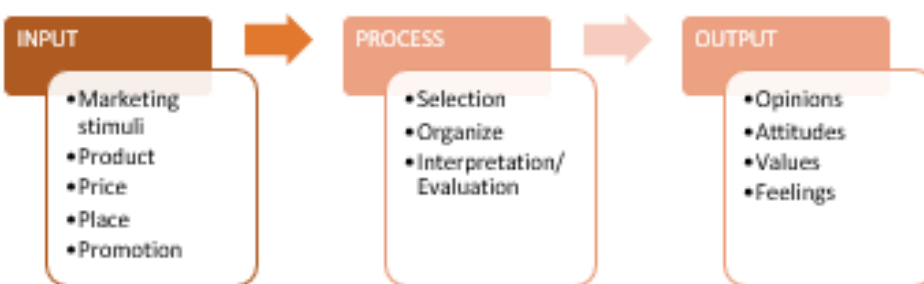 INPUT
•Marketing
stimuli
•Product
•Price
•Place
•Promotion
PROCESS
•Selection
•Organize
•Interpretation/
Evaluation
OUTPUT
•Opinions
•Attitudes
•Values
•Feelings